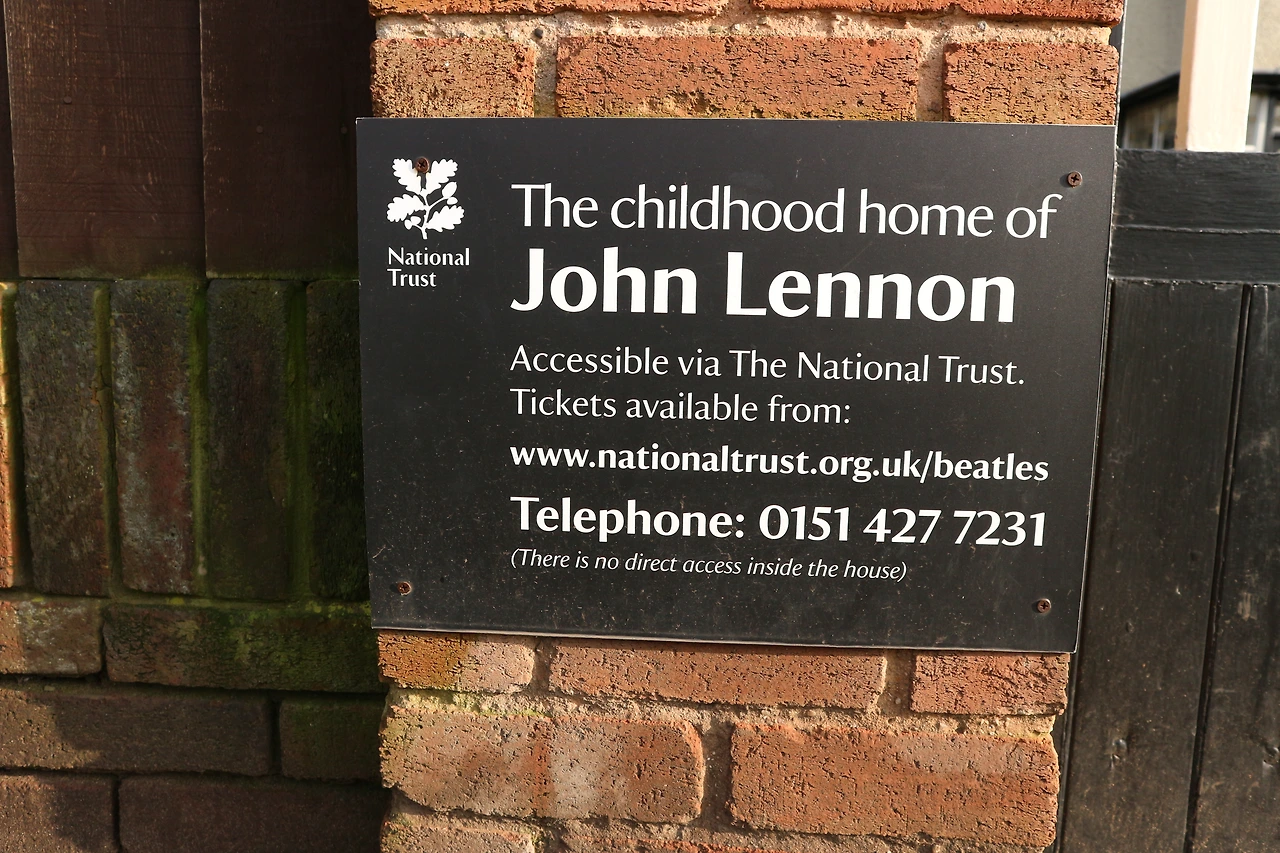 National
Trust
The childhood home of
John Lennon
Accessible via The National Trust.
Tickets available from:
www.nationaltrust.org.uk/beatles
Telephone: 0151 427 7231
(There is no direct access inside the house)